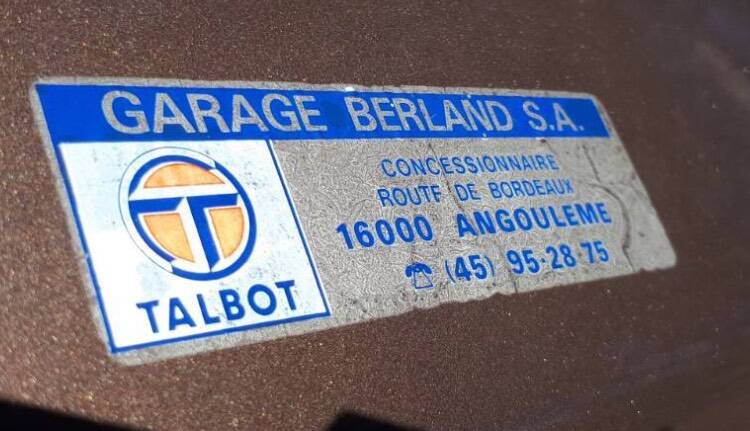 GARAGE BERLAND S.A.
TALBOT
CONCESSIONNAIRE
ROUTE DE BORDEAUX
16000 ANGOULEME
☎ (45) 95-28-75